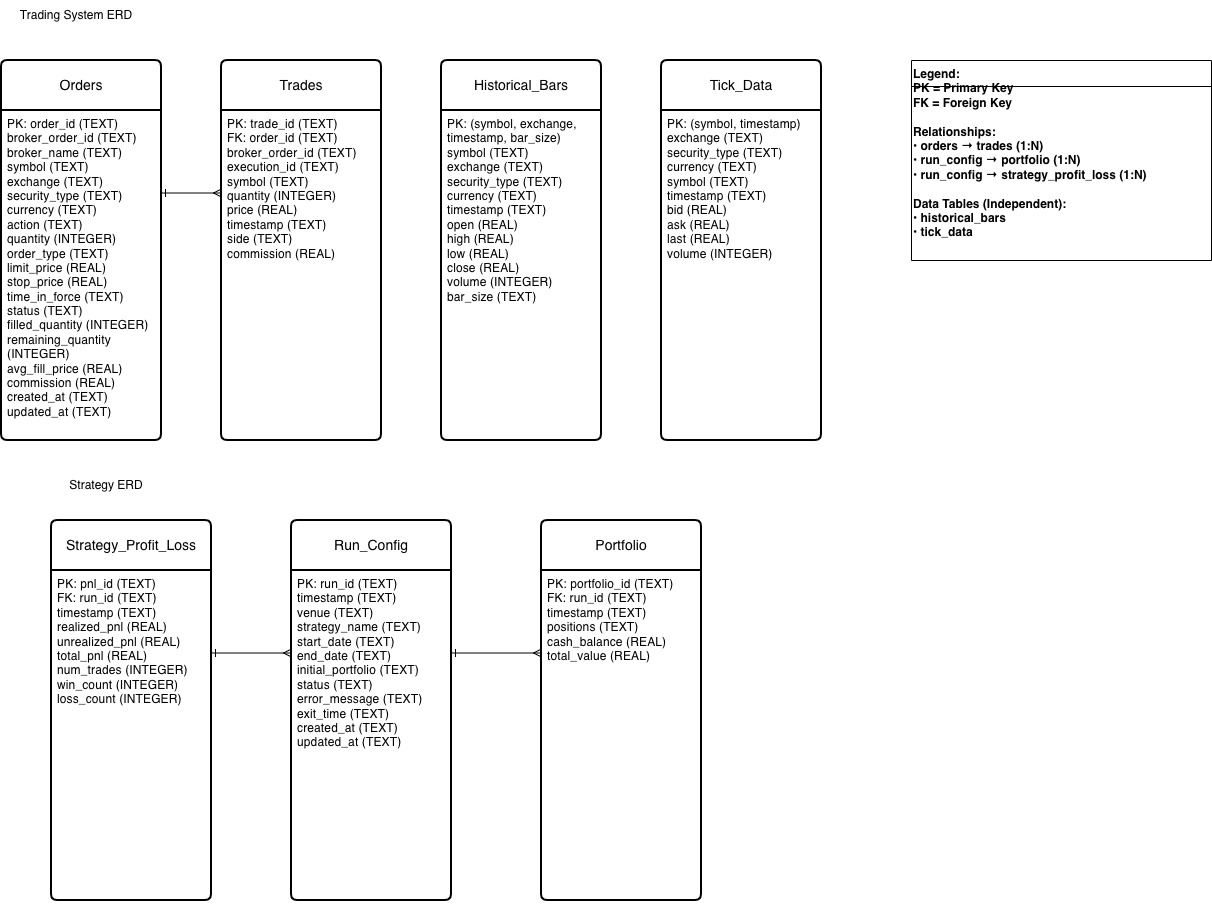 Trading System ERD
Orders
PK: order_id (TEXT)
broker_order_id (TEXT)
broker_name (TEXT)
symbol (TEXT)
exchange (TEXT)
security_type (TEXT)
currency (TEXT)
action (TEXT)
quantity (INTEGER)
order_type (TEXT)
limit_price (REAL)
stop_price (REAL)
time_in_force (TEXT)
status (TEXT)
filled_quantity (INTEGER)
remaining_quantity
(INTEGER)
avg_fill_price (REAL)
commission (REAL)
created_at (TEXT)
updated_at (TEXT)
Trades
PK: trade_id (TEXT)
FK: order_id (TEXT)
broker_order_id (TEXT)
execution_id (TEXT)
symbol (TEXT)
quantity (INTEGER)
price (REAL)
timestamp (TEXT)
side (TEXT)
commission (REAL)
Historical_Bars
PK: (symbol, exchange,
timestamp, bar_size)
symbol (TEXT)
exchange (TEXT)
security_type (TEXT)
currency (TEXT)
timestamp (TEXT)
open (REAL)
high (REAL)
low (REAL)
close (REAL)
volume (INTEGER)
bar_size (TEXT)
Tick_Data
PK: (symbol, timestamp)
exchange (TEXT)
security_type (TEXT)
currency (TEXT)
symbol (TEXT)
timestamp (TEXT)
bid (REAL)
ask (REAL)
last (REAL)
volume (INTEGER)
Legend:
PK = Primary Key
FK = Foreign Key
Relationships:
• orders → trades (1:N)
• run_config → portfolio (1:N)
• run_config → strategy_profit_loss (1:N)
Data Tables (Independent):
• historical_bars
• tick_data
Strategy ERD
Strategy_Profit_Loss
PK: pnl_id (TEXT)
FK: run_id (TEXT)
timestamp (TEXT)
realized_pnl (REAL)
unrealized_pnl (REAL)
total_pnl (REAL)
num_trades (INTEGER)
win_count (INTEGER)
loss_count (INTEGER)
Run_Config
PK: run_id (TEXT)
timestamp (TEXT)
venue (TEXT)
strategy_name (TEXT)
start_date (TEXT)
end_date (TEXT)
initial_portfolio (TEXT)
status (TEXT)
error_message (TEXT)
exit_time (TEXT)
created_at (TEXT)
updated_at (TEXT)
Portfolio
PK: portfolio_id (TEXT)
FK: run_id (TEXT)
timestamp (TEXT)
positions (TEXT)
cash_balance (REAL)
total_value (REAL)